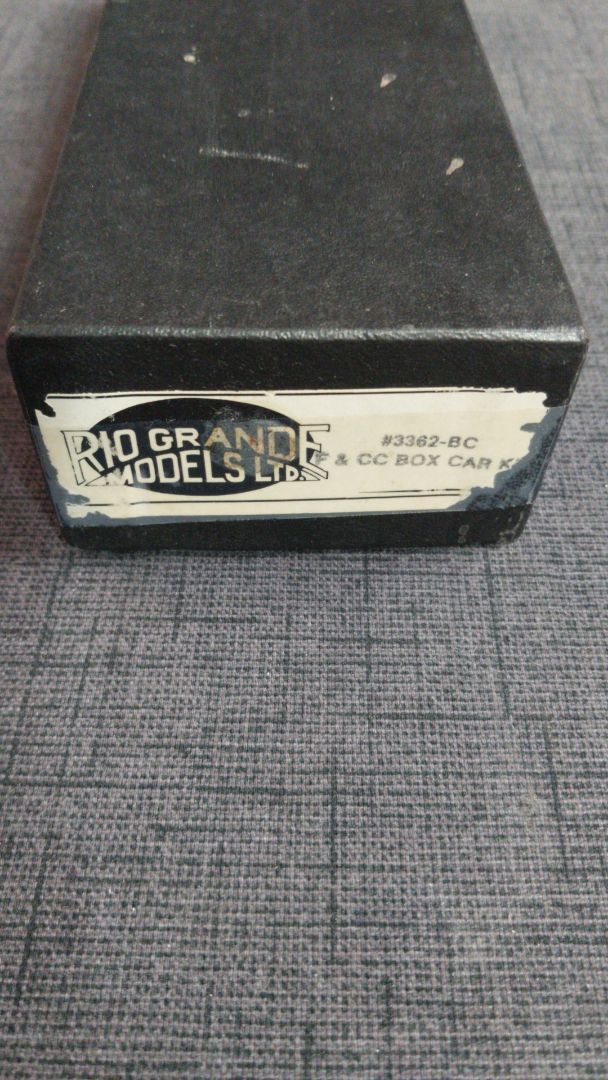 RIO GRANDE
MODELS LTD.
#3362-BC
F & CC BOX CAR